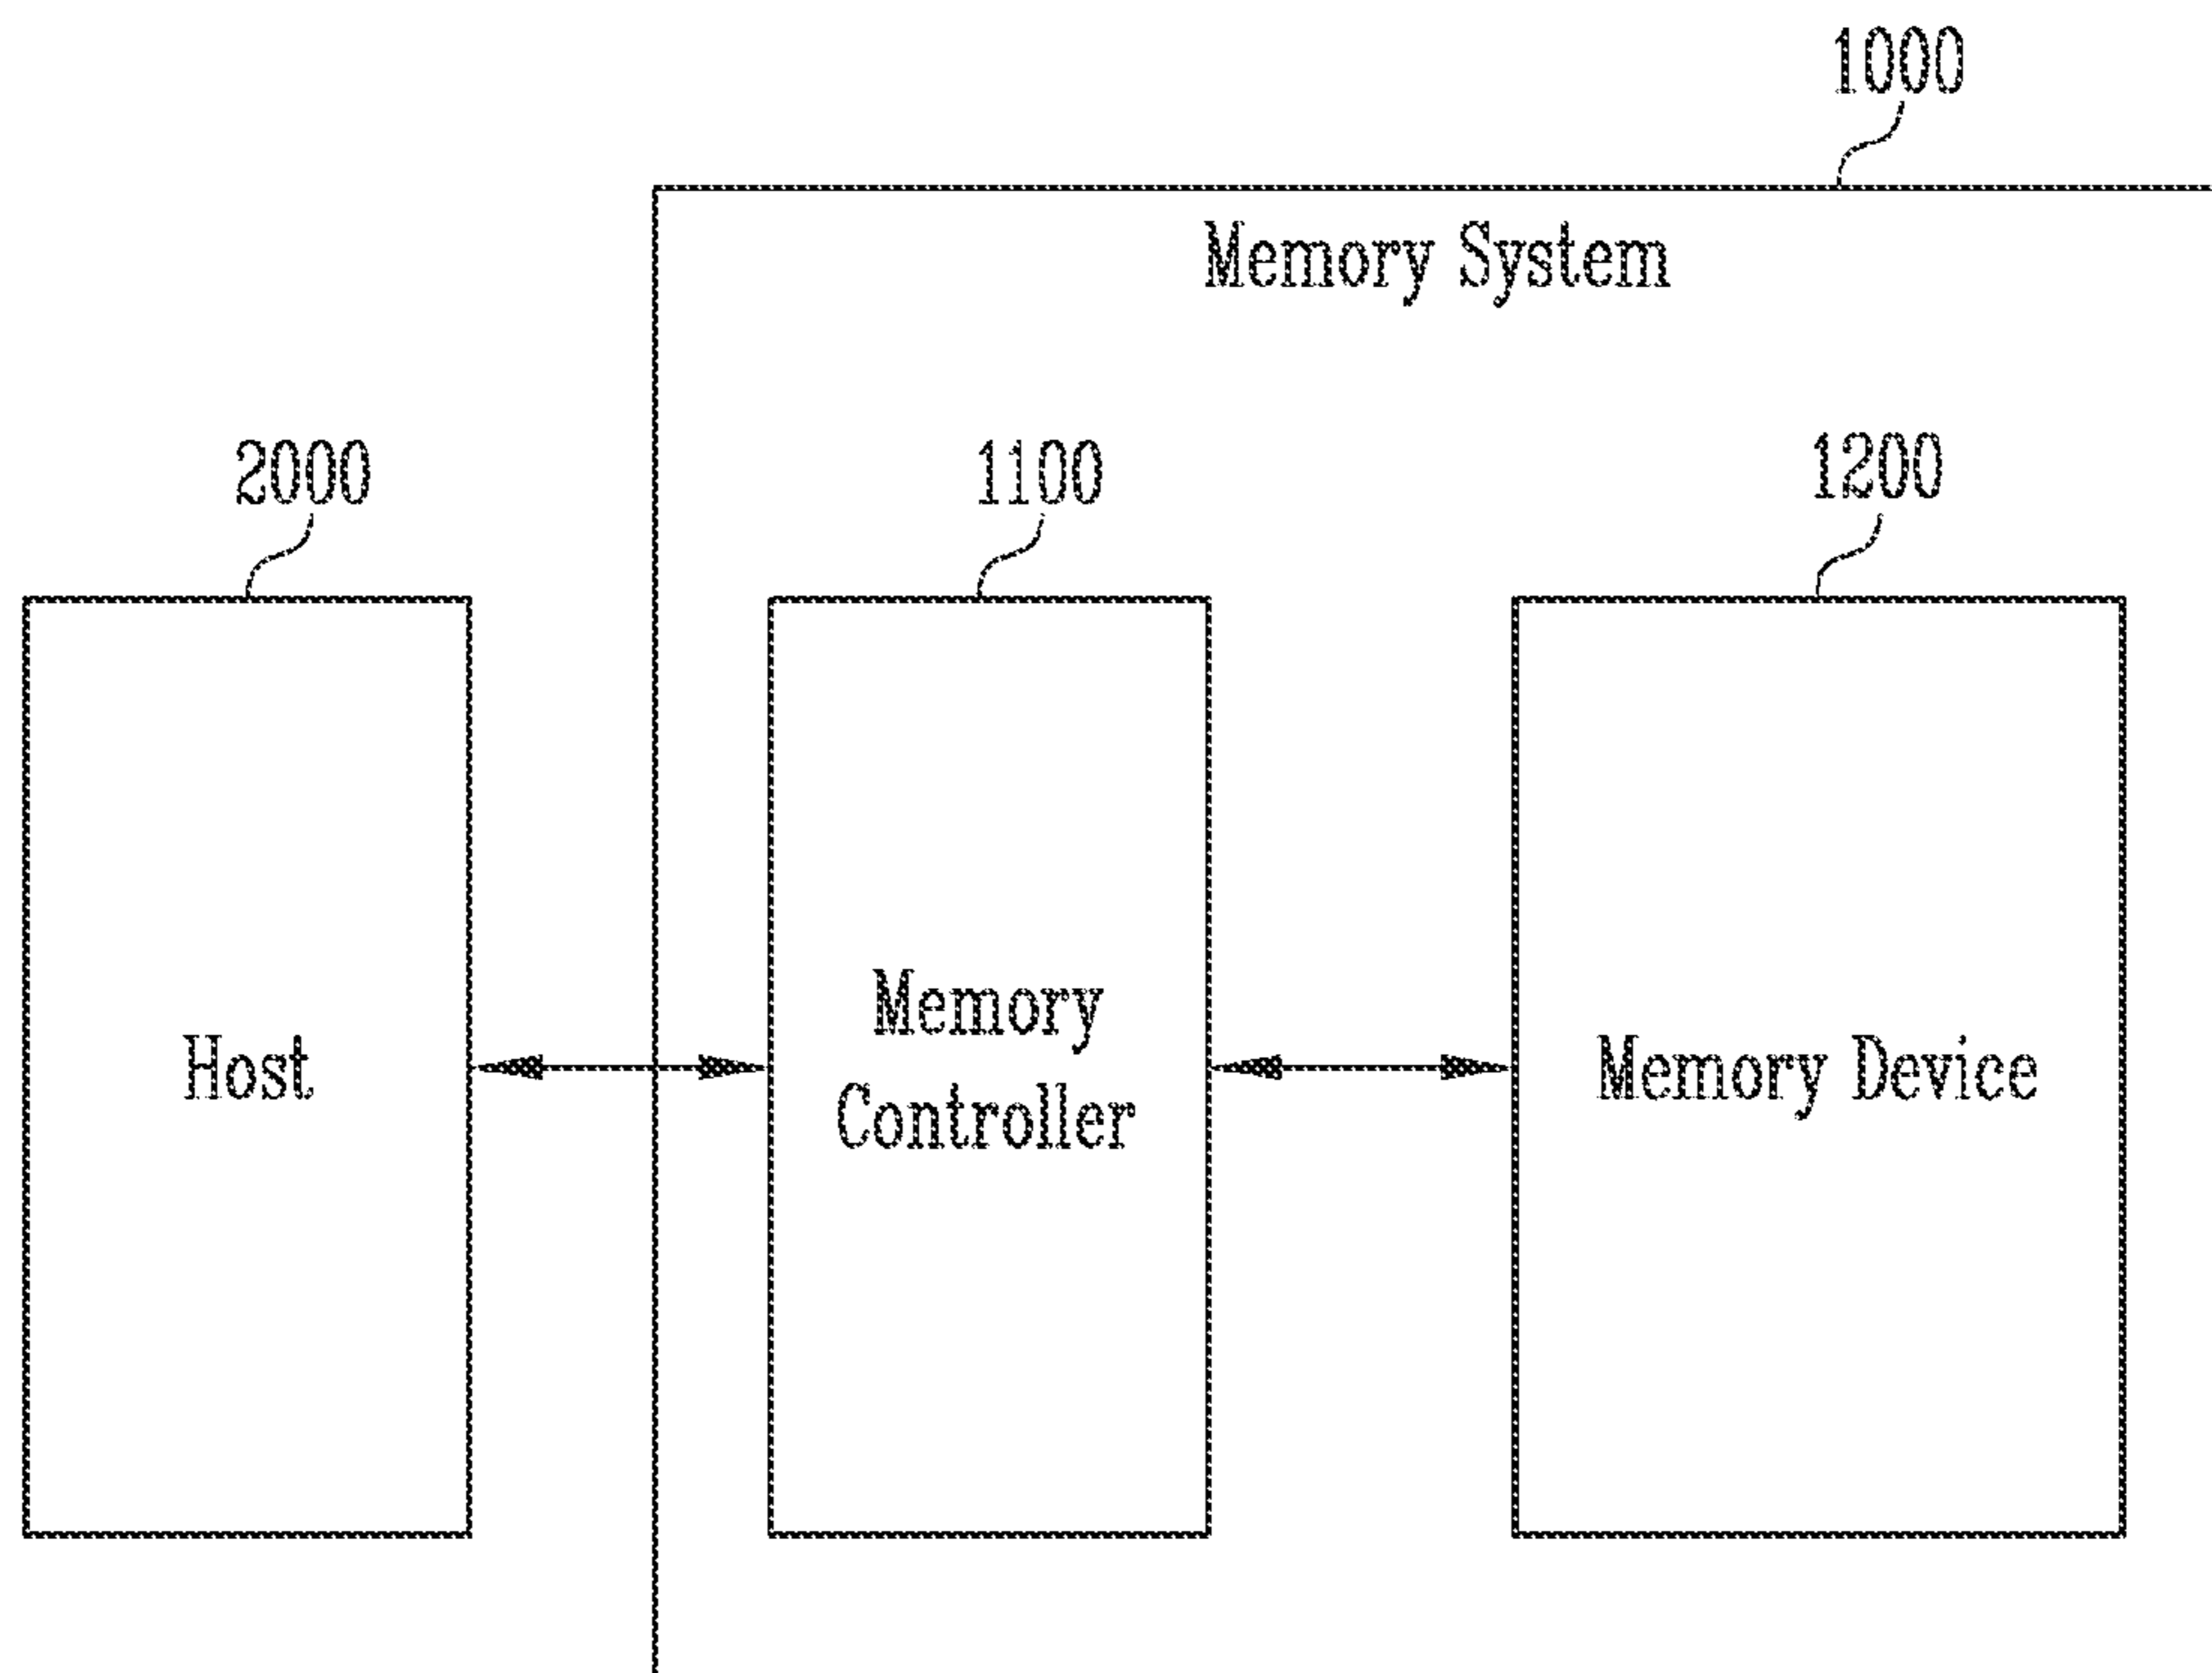 1000
Memory System
2000
1100
1200
Host
Memory
Controller
Memory Device